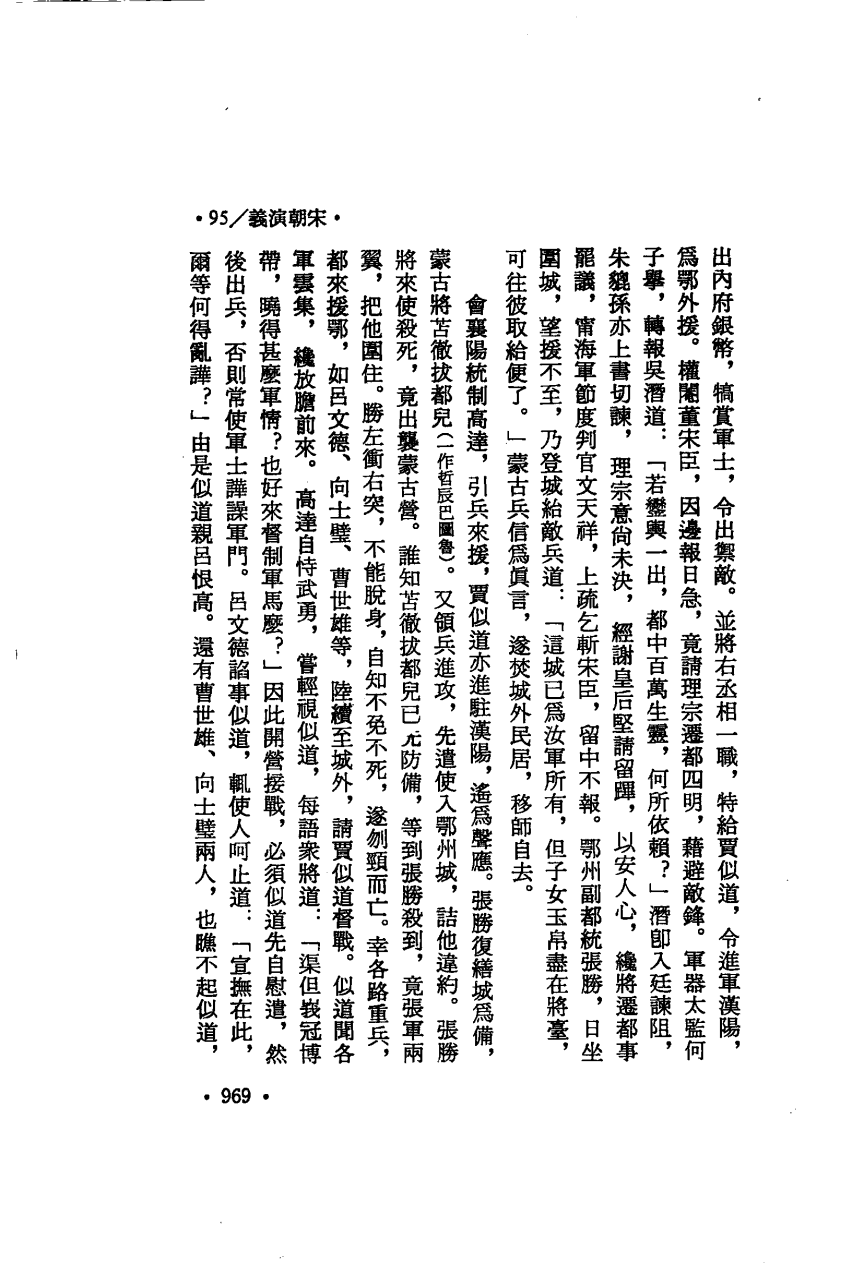 •95/義演朝宋•
出內府銀幣，犒賞軍士，令出禦敵。並將右丞相一職，特給賈似道，令進軍漢陽，
爲鄂外援。權閹董宋臣，因邊報日急，竟請理宗遷都四明，藉避敵鋒。軍器太監何
子舉，轉報吳潛道：「若鑾輿一出，都中百萬生靈，何所依賴？」潛卽入廷諫阻，
朱貔孫亦上書切諫，理宗意尙未決，經謝皇后堅請留蹕，以安人心，纔將遷都事
罷議，甯海軍節度判官文天祥，上疏乞斬宋臣，留中不報。鄂州副都統張勝，日坐
圍城，望援不至，乃登城紿敵兵道：「這城已爲汝軍所有，但子女玉帛盡在將臺，
可往彼取給便了。」蒙古兵信爲眞言，遂焚城外民居，移師自去。
會襄陽統制高達，引兵來援，賈似道亦進駐漢陽，遙爲聲應。張勝復繕城爲備，
蒙古將苫徹拔都兒（一作哲辰巴圖魯）。又領兵進攻，先遣使入鄂州城，詰他違約。張勝
將來使殺死，竟出襲蒙古營。誰知苫徹拔都兒已尢防備，等到張勝殺到，竟張軍兩
翼，把他圍住。勝左衝右突，不能脫身，自知不免不死，遂刎頸而亡。幸各路重兵，
都來援鄂，如呂文德、向士璧、曹世雄等，陸續至城外，請賈似道督戰。似道聞各
軍雲集，纔放膽前來。高達自恃武勇，嘗輕視似道，每語衆將道：「渠但峩冠博
帶，曉得甚麼軍情？也好來督制軍馬麼？」因此開營接戰，必須似道先自慰遣，然
後出兵，否則常使軍士譁譟軍門。呂文德諂事似道，輒使人呵止道：「宣撫在此，
爾等何得亂譁？」由是似道親呂恨高。還有曹世雄、向士璧兩人，也瞧不起似道，
•969•